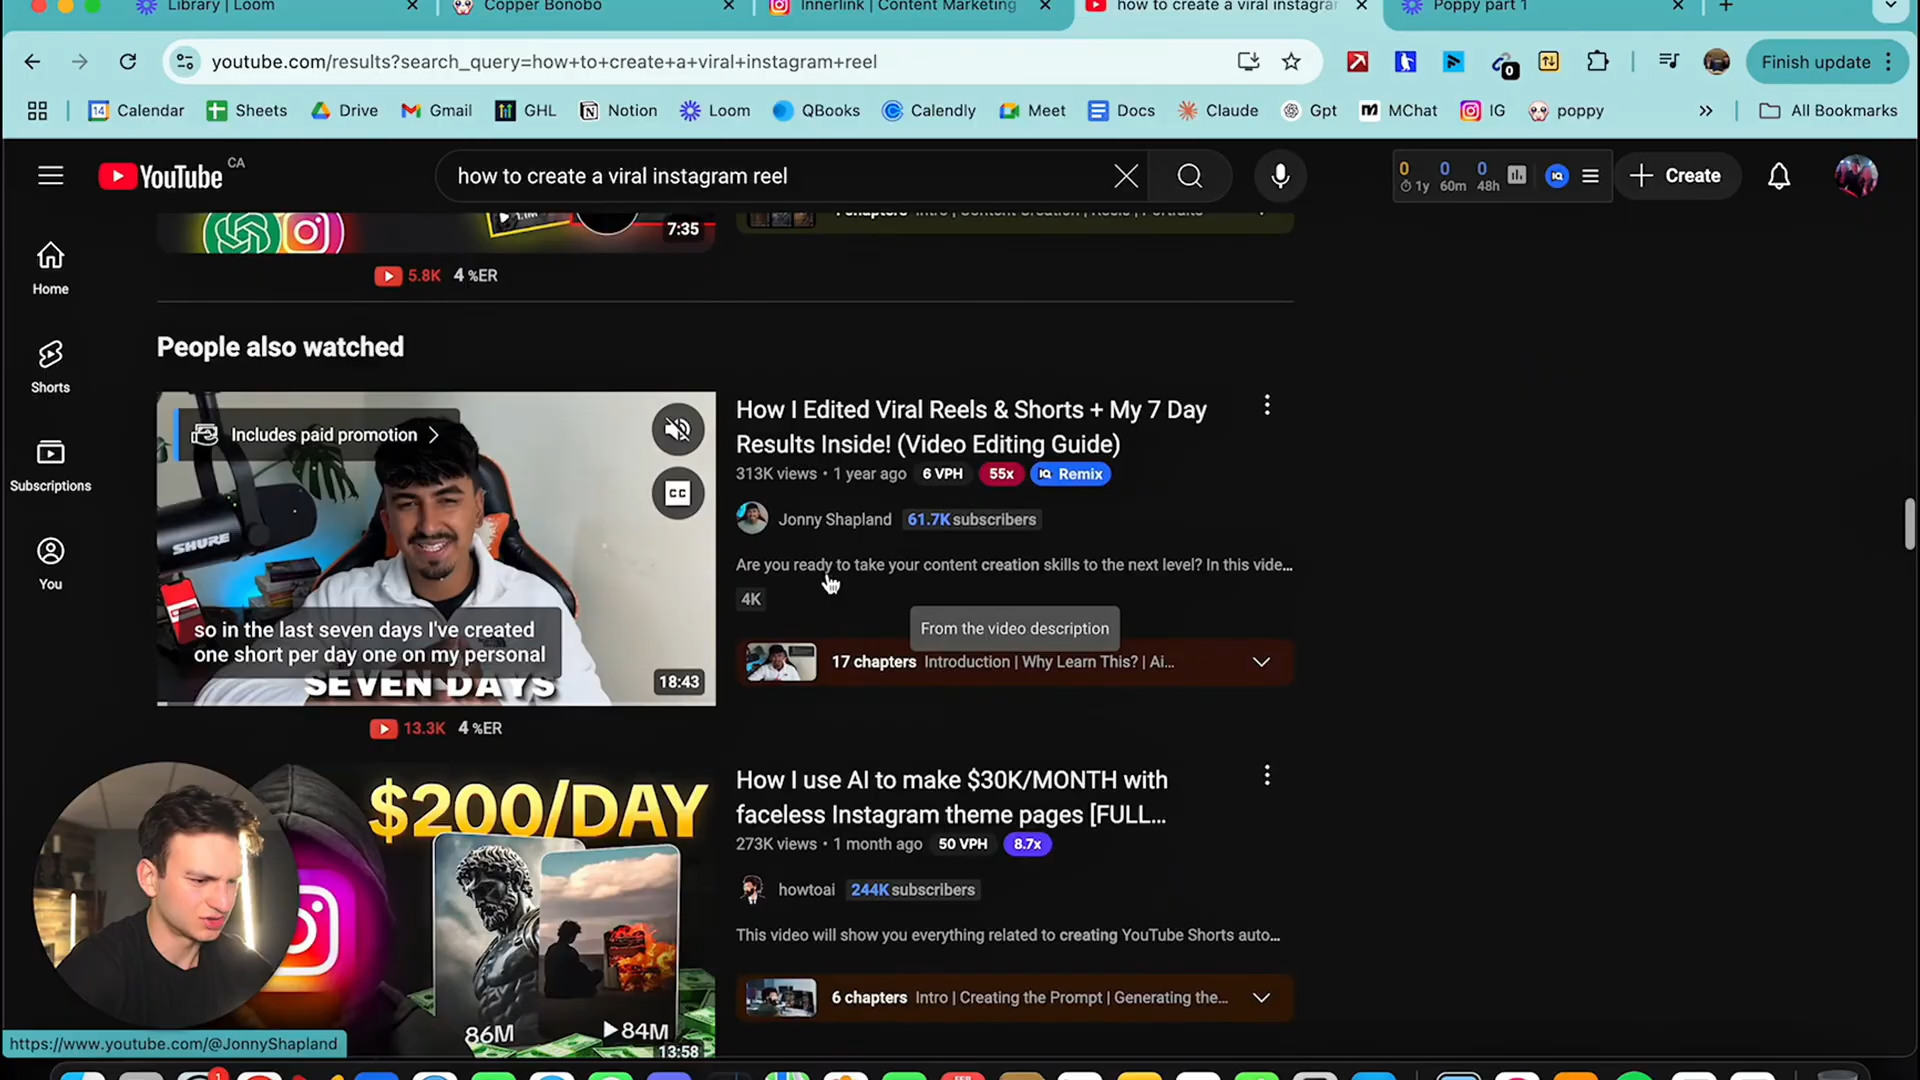 Library | Loom
Copper Bonobo
Innerlink | Content Marketing
how to create a viral instagra
Poppy part 1
youtube.com/results?search_query=how+to+create+a+viral+instagram+reel
0
Finish update
14
Calendar
Sheets
Drive
Gmail
GHL
Notion
Loom
QBooks
Calendly
Meet
Docs
Claude
Gpt
MChat
IG
poppy
All Bookmarks
YouTube CA
how to create a viral instagram reel
0 0 0
1y 60m 48h
IQ
Create
Home
Shorts
Subscriptions
You
7:35
5.8K 4 %ER
People also watched
Includes paid promotion
SHURE
CC
so in the last seven days I've created
one short per day one on my personal
SEVEN DAYS
18:43
13.3K 4 %ER
How I Edited Viral Reels & Shorts + My 7 Day
Results Inside! (Video Editing Guide)
313K views • 1 year ago 6 VPH 55x IQ Remix
Jonny Shapland 61.7K subscribers
Are you ready to take your content creation skills to the next level? In this vide...
4K
From the video description
17 chapters Introduction | Why Learn This? | Ai...
$200/DAY
86M
84M
13:58
How I use AI to make $30K/MONTH with
faceless Instagram theme pages [FULL...
273K views • 1 month ago 50 VPH 8.7x
howtoai 244K subscribers
This video will show you everything related to creating YouTube Shorts auto...
6 chapters Intro | Creating the Prompt | Generating the...
https://www.youtube.com/@JonnyShapland
1